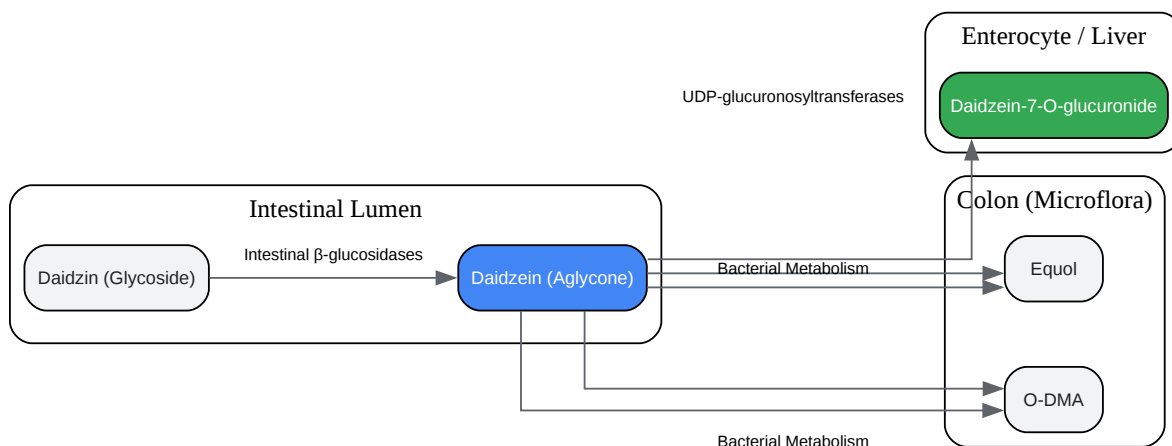 Enterocyte / Liver
UDP-glucuronosyltransferases
Daidzein-7-O-glucuronide
Intestinal Lumen
Colon (Microflora)
Intestinal β-glucosidases
Daidzin (Glycoside)
Daidzein (Aglycone)
Bacterial Metabolism
Equol
O-DMA
Bacterial Metabolism